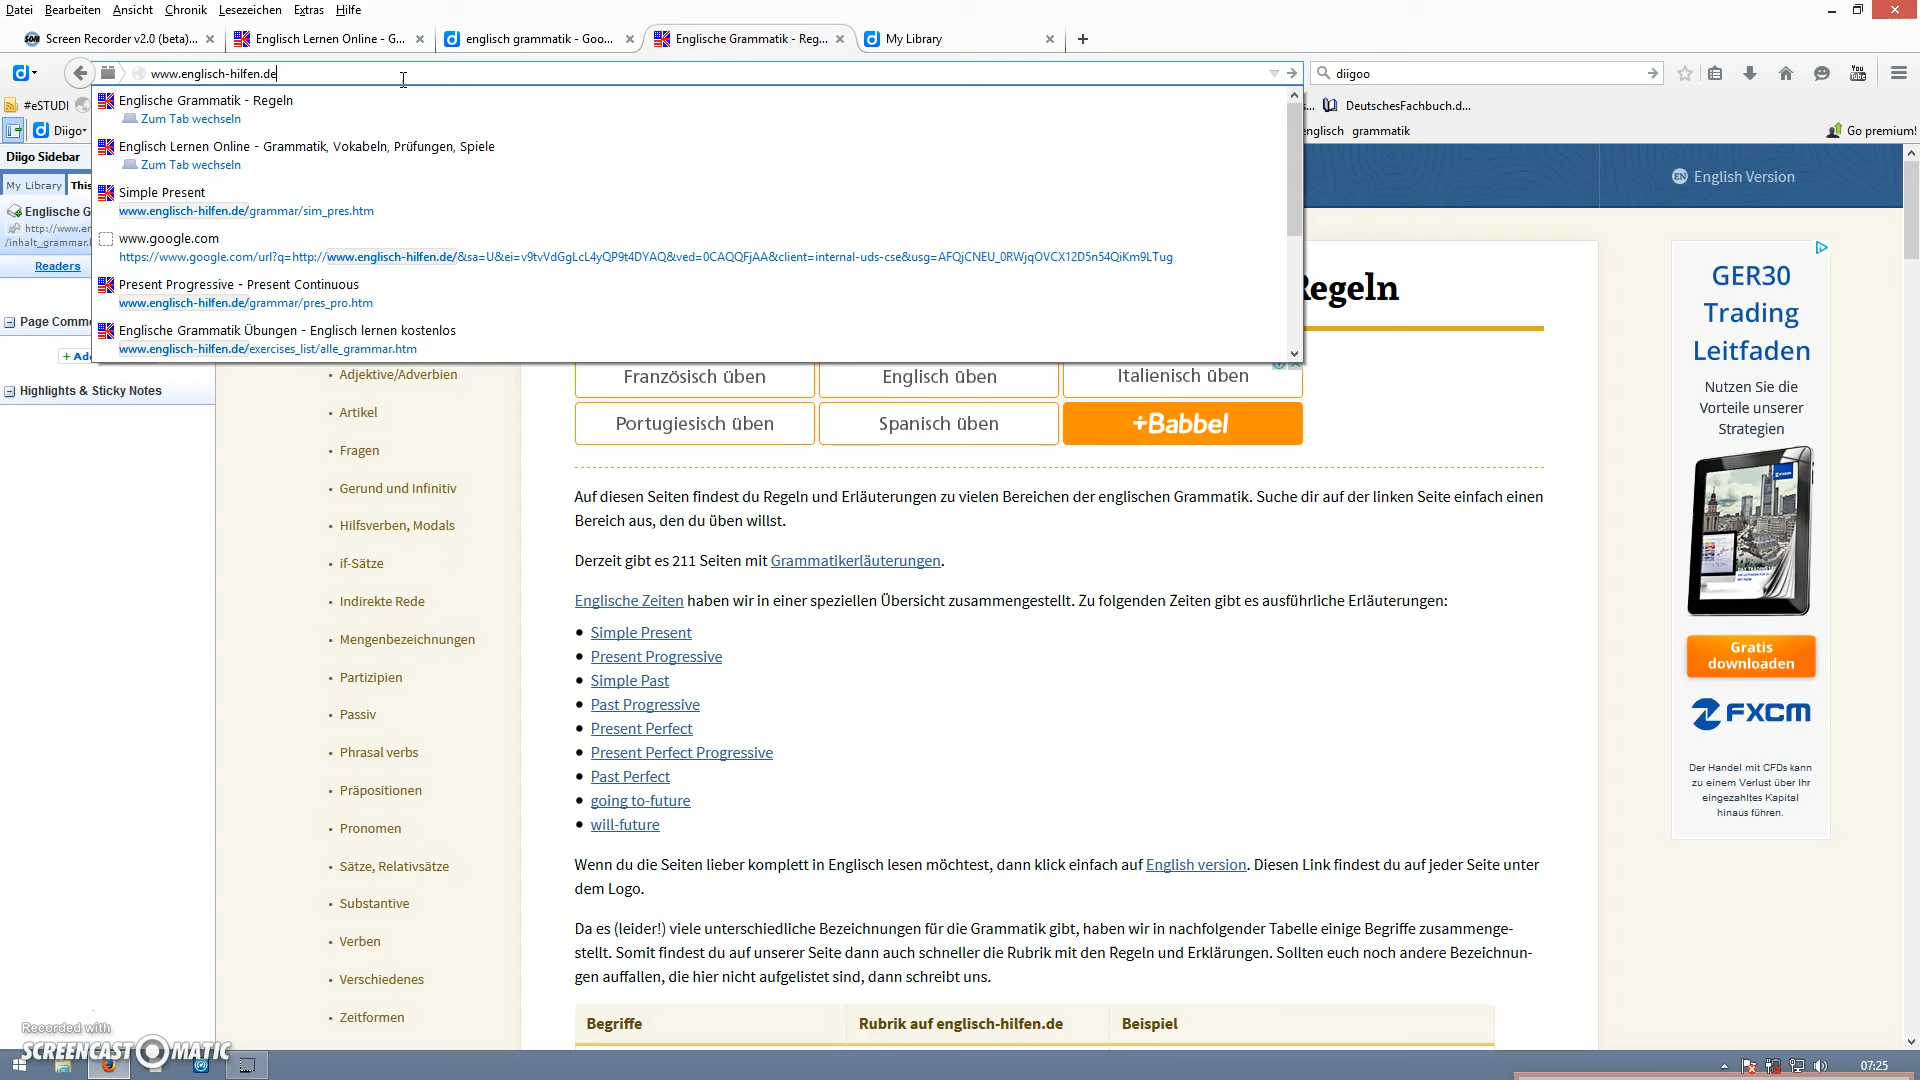 Datei Bearbeiten Ansicht Chronik Lesezeichen Extras Hilfe
Screen Recorder v2.0 (beta)...
Englisch Lernen Online - G...
englisch grammatik - Goo...
Englische Grammatik - Reg...
My Library
www.englisch-hilfen.de
diigoo
You
#eSTUDI
DeutschesFachbuch.d...
Diigo
englisch grammatik
Go premium!
Englische Grammatik - Regeln
Zum Tab wechseln
Englisch Lernen Online - Grammatik, Vokabeln, Prüfungen, Spiele
Zum Tab wechseln
Simple Present
www.englisch-hilfen.de/grammar/sim_pres.htm
www.google.com
https://www.google.com/url?q=http://www.englisch-hilfen.de/&sa=U&ei=v9tvVdGgLcL4yQP9t4DYAQ&ved=0CAQQFjAA&client=internal-uds-cse&usg=AFQjCNEU_0RWjqOVCX12D5n54QiKm9LTug
Present Progressive - Present Continuous
www.englisch-hilfen.de/grammar/pres_pro.htm
Englische Grammatik Übungen - Englisch lernen kostenlos
www.englisch-hilfen.de/exercises_list/alle_grammar.htm
Diigo Sidebar
My Library This
Englische G
http://www.en
/inhalt_grammar.
Readers
Page Comme
+ Add
Highlights & Sticky Notes
EN English Version
Regeln
Französisch üben
Englisch üben
Italienisch üben
Portugiesisch üben
Spanisch üben
+Babbel
Adjektive/Adverbien
Artikel
Fragen
Gerund und Infinitiv
Hilfsverben, Modals
if-Sätze
Indirekte Rede
Mengenbezeichnungen
Partizipien
Passiv
Phrasal verbs
Präpositionen
Pronomen
Sätze, Relativsätze
Substantive
Verben
Verschiedenes
Zeitformen
Auf diesen Seiten findest du Regeln und Erläuterungen zu vielen Bereichen der englischen Grammatik. Suche dir auf der linken Seite einfach einen
Bereich aus, den du üben willst.
Derzeit gibt es 211 Seiten mit Grammatikerläuterungen.
Englische Zeiten haben wir in einer speziellen Übersicht zusammengestellt. Zu folgenden Zeiten gibt es ausführliche Erläuterungen:
Simple Present
Present Progressive
Simple Past
Past Progressive
Present Perfect
Present Perfect Progressive
Past Perfect
going to-future
will-future
Wenn du die Seiten lieber komplett in Englisch lesen möchtest, dann klick einfach auf English version. Diesen Link findest du auf jeder Seite unter
dem Logo.
Da es (leider!) viele unterschiedliche Bezeichnungen für die Grammatik gibt, haben wir in nachfolgender Tabelle einige Begriffe zusammenge-
stellt. Somit findest du auf unserer Seite dann auch schneller die Rubrik mit den Regeln und Erklärungen. Sollten euch noch andere Bezeichnun-
gen auffallen, die hier nicht aufgelistet sind, dann schreibt uns.
Begriffe Rubrik auf englisch-hilfen.de Beispiel
GER30
Trading
Leitfaden
Nutzen Sie die
Vorteile unserer
Strategien
Gratis
downloaden
FXCM
Der Handel mit CFDs kann
zu einem Verlust über Ihr
eingezahltes Kapital
hinaus führen.
Recorded with
SCREENCAST MATIC
07:25